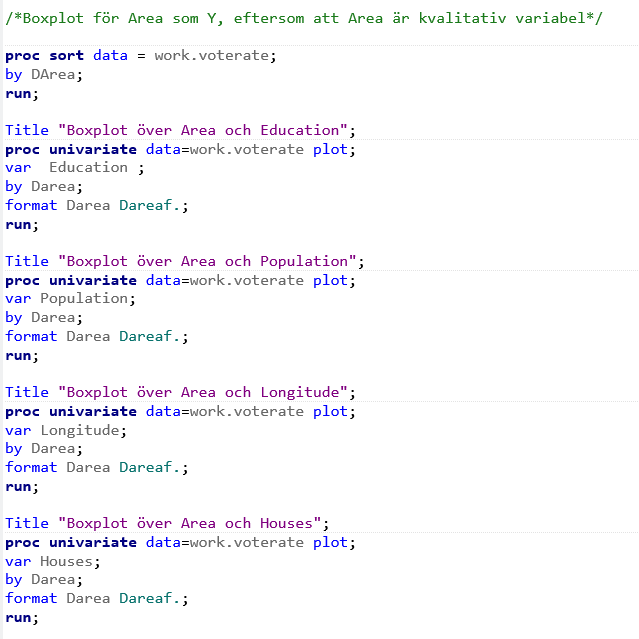 /*Boxplot för Area som Y, eftersom att Area är kvalitativ variabel*/
proc sort data = work.voterate;
by DArea;
run;
Title "Boxplot över Area och Education";
proc univariate data=work.voterate plot;
var  Education ;
by Darea;
format Darea Dareaf.;
run;
Title "Boxplot över Area och Population";
proc univariate data=work.voterate plot;
var Population;
by Darea;
format Darea Dareaf.;
run;
Title "Boxplot över Area och Longitude";
proc univariate data=work.voterate plot;
var Longitude;
by Darea;
format Darea Dareaf.;
run;
Title "Boxplot över Area och Houses";
proc univariate data=work.voterate plot;
var Houses;
by Darea;
format Darea Dareaf.;
run;